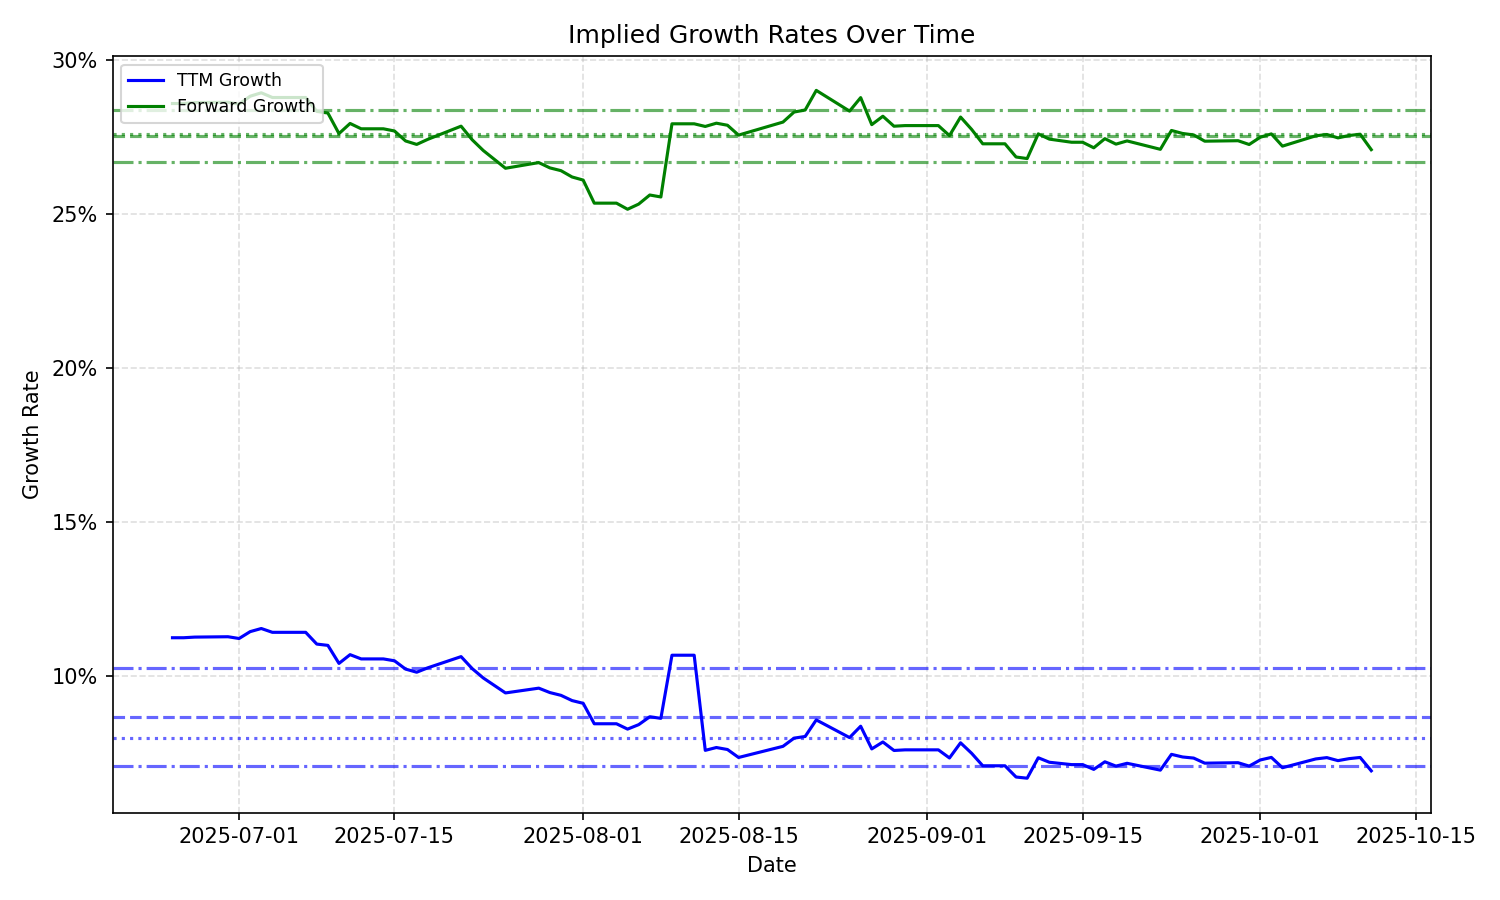 Implied Growth Rates Over Time
TTM Growth
Forward Growth
30%
25%
20%
15%
10%
Growth Rate
2025-07-01
2025-07-15
2025-08-01
2025-08-15
2025-09-01
2025-09-15
2025-10-01
2025-10-15
Date